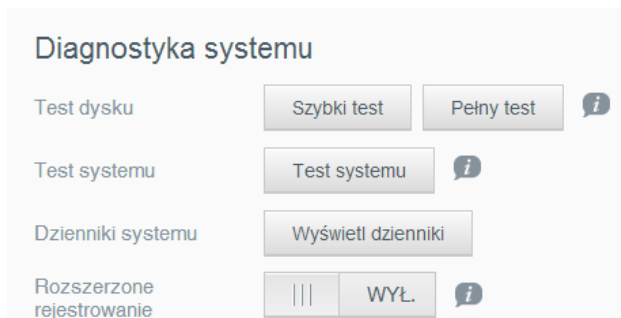 Diagnostyka systemu
Test dysku Szybki test Pełny test
Test systemu Test systemu
Dzienniki systemu Wyświetl dzienniki
Rozszerzone
rejestrowanie WYŁ.